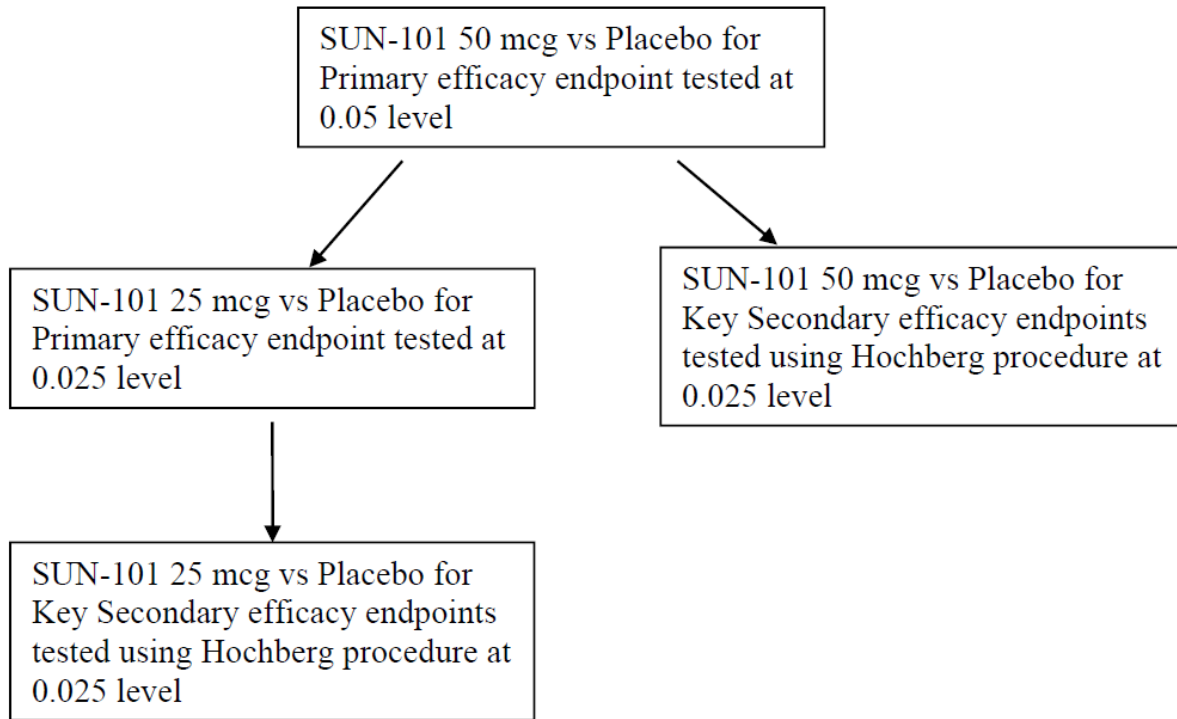 SUN-101 50 mcg vs Placebo for
Primary efficacy endpoint tested at
0.05 level
SUN-101 25 mcg vs Placebo for
Primary efficacy endpoint tested at
0.025 level
SUN-101 50 mcg vs Placebo for
Key Secondary efficacy endpoints
tested using Hochberg procedure at
0.025 level
SUN-101 25 mcg vs Placebo for
Key Secondary efficacy endpoints
tested using Hochberg procedure at
0.025 level